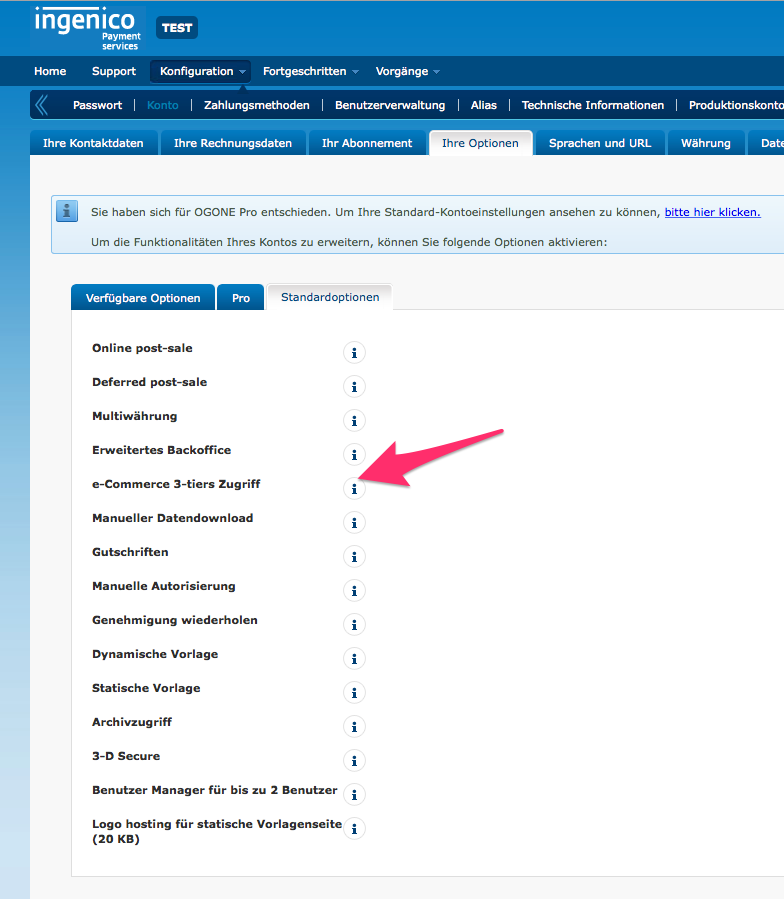 ingenico
Payment
services
TEST
Home Support Konfiguration Fortgeschritten Vorgänge
Passwort | Konto | Zahlungsmethoden | Benutzerverwaltung | Alias | Technische Informationen | Produktionskonto
Ihre Kontaktdaten Ihre Rechnungsdaten Ihr Abonnement Ihre Optionen Sprachen und URL Währung Date
Sie haben sich für OGONE Pro entschieden. Um Ihre Standard-Kontoeinstellungen ansehen zu können, bitte hier klicken.
Um die Funktionalitäten Ihres Kontos zu erweitern, können Sie folgende Optionen aktivieren:
Verfügbare Optionen Pro Standardoptionen
Online post-sale
Deferred post-sale
Multiwährung
Erweitertes Backoffice
e-Commerce 3-tiers Zugriff
Manueller Datendownload
Gutschriften
Manuelle Autorisierung
Genehmigung wiederholen
Dynamische Vorlage
Statische Vorlage
Archivzugriff
3-D Secure
Benutzer Manager für bis zu 2 Benutzer
Logo hosting für statische Vorlagenseite
(20 KB)